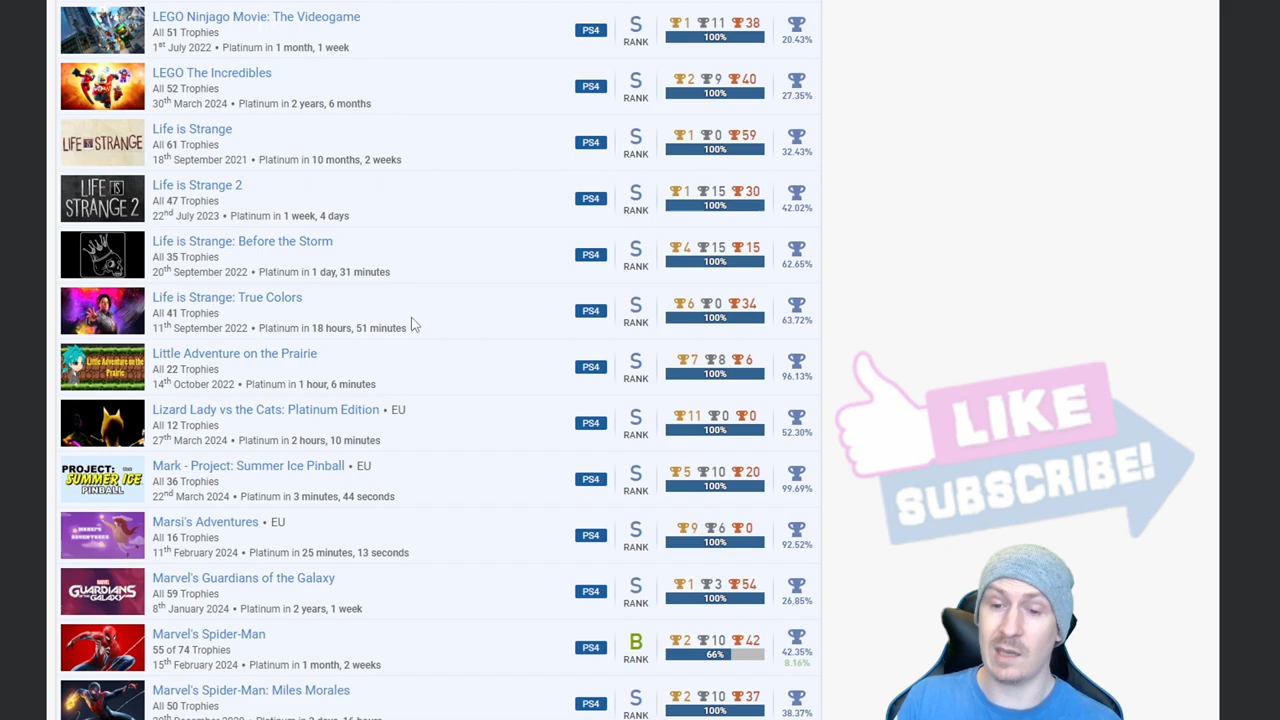 LEGO Ninjago Movie: The Videogame
All 51 Trophies
1st July 2022 • Platinum in 1 month, 1 week
PS4
S
RANK
1 11 38
100%
20.43%
LEGO The Incredibles
All 52 Trophies
30th March 2024 • Platinum in 2 years, 6 months
PS4
S
RANK
2 9 40
100%
27.35%
LIFE IS STRANGE
Life is Strange
All 61 Trophies
18th September 2021 • Platinum in 10 months, 2 weeks
PS4
S
RANK
1 0 59
100%
32.43%
LIFE IS
STRANGE 2
Life is Strange 2
All 47 Trophies
22nd July 2023 • Platinum in 1 week, 4 days
PS4
S
RANK
1 15 30
100%
42.02%
Life is Strange: Before the Storm
All 35 Trophies
20th September 2022 • Platinum in 1 day, 31 minutes
PS4
S
RANK
4 15 15
100%
62.65%
Life is Strange: True Colors
All 41 Trophies
11th September 2022 • Platinum in 18 hours, 51 minutes
PS4
S
RANK
6 0 34
100%
63.72%
Little Adventure on the Prairie
Little Adventure on the Prairie
All 22 Trophies
14th October 2022 • Platinum in 1 hour, 6 minutes
PS4
S
RANK
7 8 6
100%
96.13%
Lizard Lady vs the Cats: Platinum Edition • EU
All 12 Trophies
27th March 2024 • Platinum in 2 hours, 10 minutes
PS4
S
RANK
11 0 0
100%
52.30%
PROJECT:
SUMMER ICE
PINBALL
Mark - Project: Summer Ice Pinball • EU
All 36 Trophies
22nd March 2024 • Platinum in 3 minutes, 44 seconds
PS4
S
RANK
5 10 20
100%
99.69%
MARSI'S
ADVENTURES
Marsi's Adventures • EU
All 16 Trophies
11th February 2024 • Platinum in 25 minutes, 13 seconds
PS4
S
RANK
9 6 0
100%
92.52%
MARVEL
GUARDIANS
Marvel's Guardians of the Galaxy
All 59 Trophies
8th January 2024 • Platinum in 2 years, 1 week
PS4
S
RANK
1 3 54
100%
26.85%
Marvel's Spider-Man
55 of 74 Trophies
15th February 2024 • Platinum in 1 month, 2 weeks
PS4
B
RANK
2 10 42
66%
42.35%
8.16%
Marvel's Spider-Man: Miles Morales
All 50 Trophies
PS4
S
RANK
2 10 37
100%
38.37%
LIKE
SUBSCRIBE!